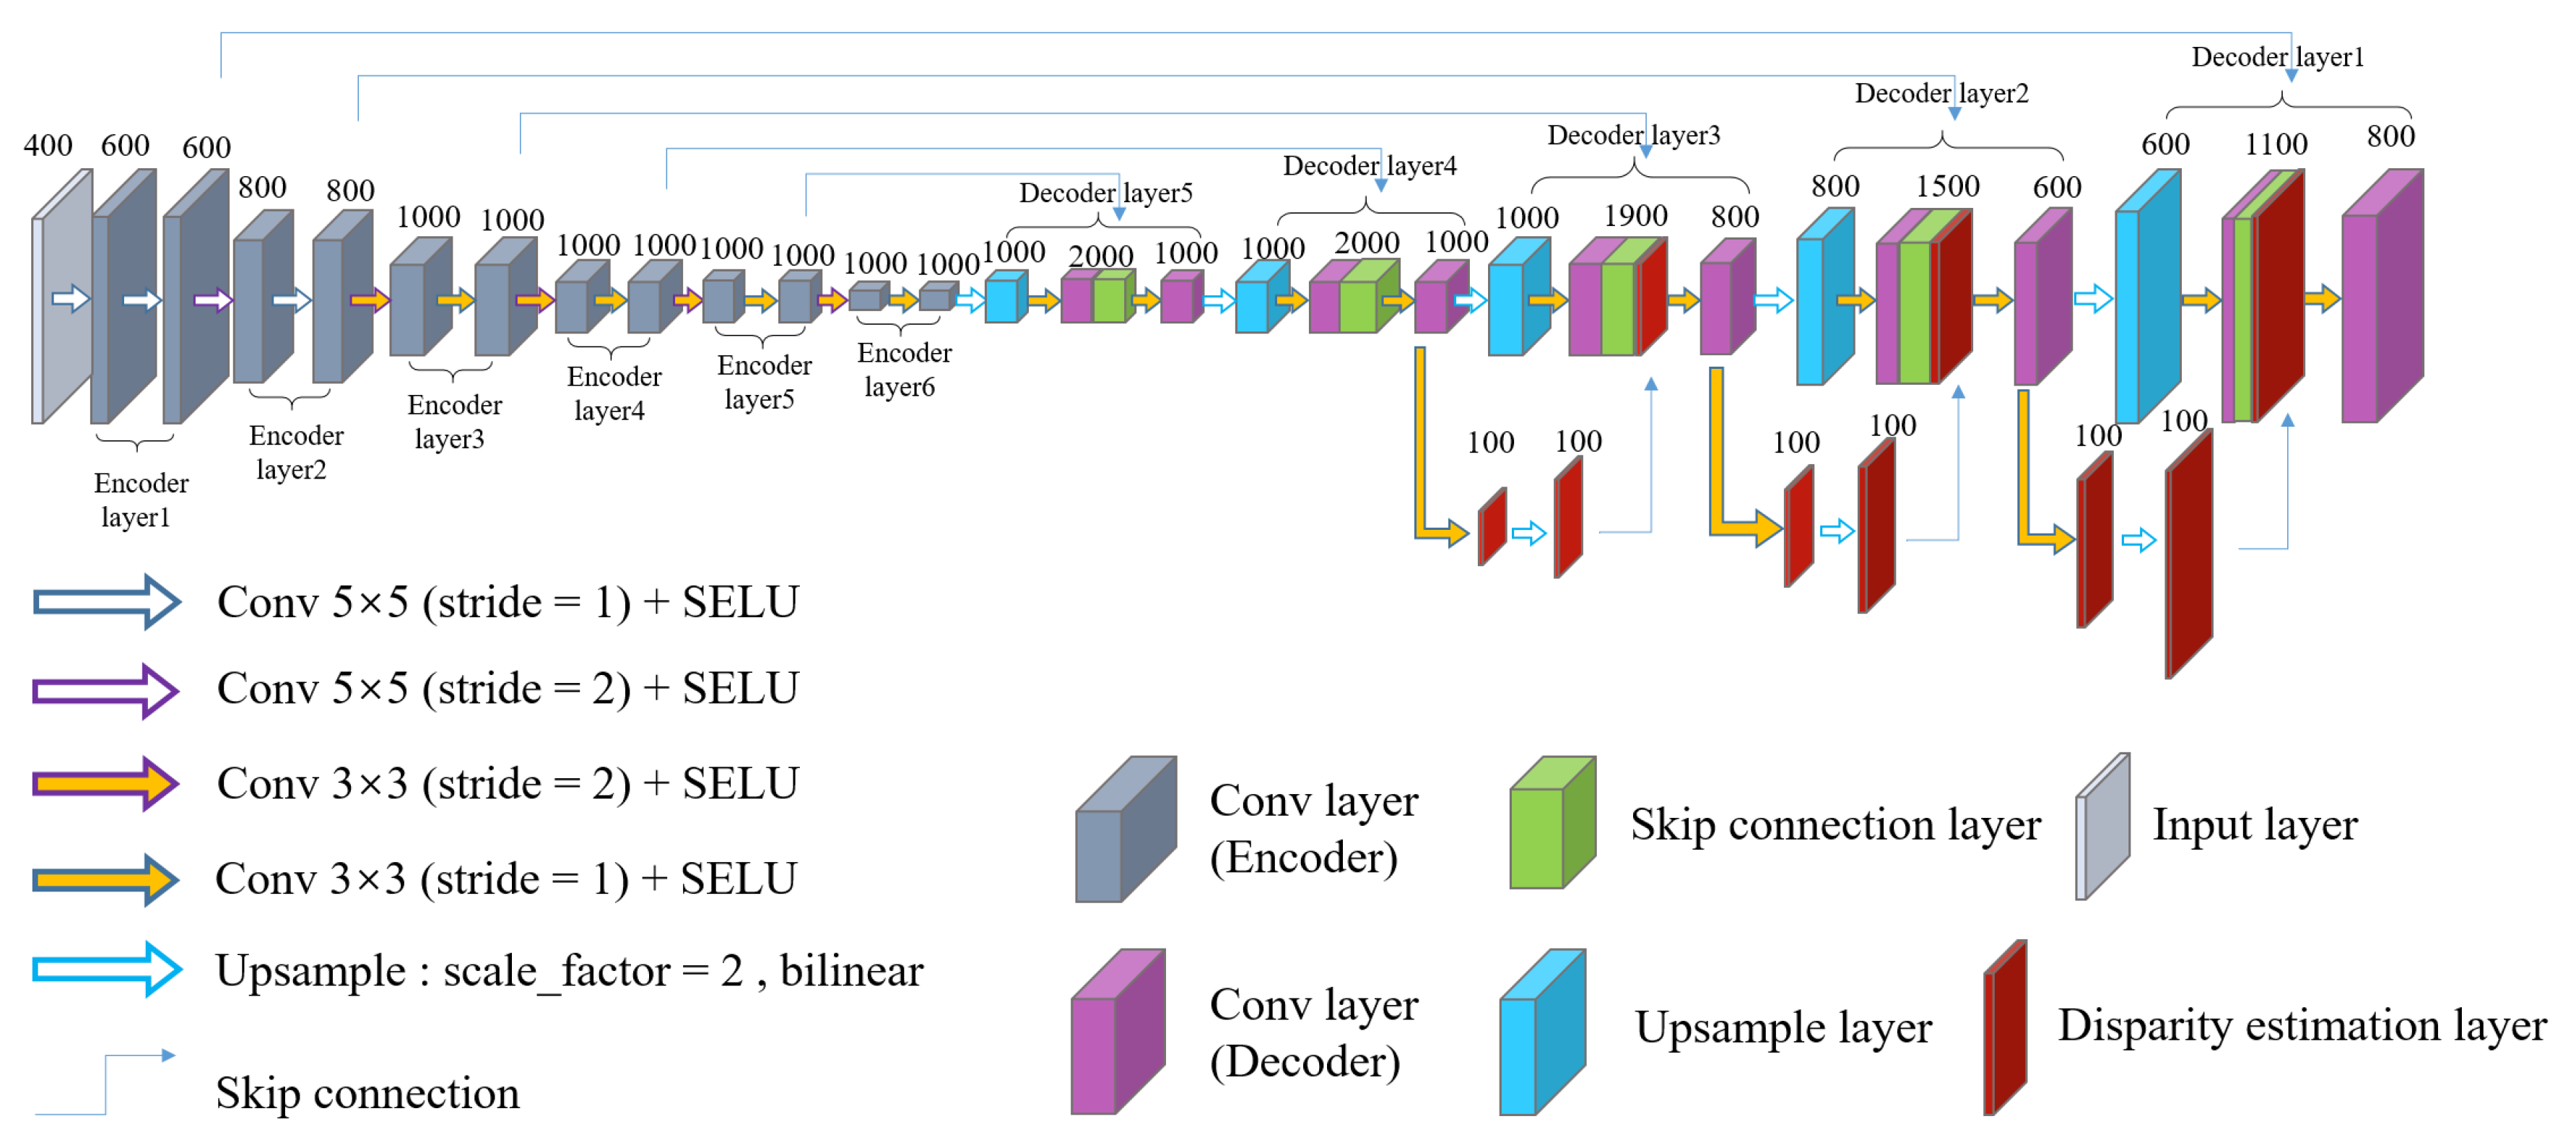 Decoder layer1
Decoder layer2
Decoder layer3
Decoder layer4
Decoder layer5
400 600 600 800 800 1000 1000 1000 1000 1000 1000 1000 1000 1000 2000 1000 1000 2000 1000 1000 1900 800 800 1500 600 600 1100 800
Encoder layer1
Encoder layer2
Encoder layer3
Encoder layer4
Encoder layer5
Encoder layer6
100 100 100 100 100 100
Conv 5×5 (stride = 1) + SELU
Conv 5×5 (stride = 2) + SELU
Conv 3×3 (stride = 2) + SELU
Conv 3×3 (stride = 1) + SELU
Upsample : scale_factor = 2 , bilinear
Skip connection
Conv layer
(Encoder)
Skip connection layer
Input layer
Conv layer
(Decoder)
Upsample layer
Disparity estimation layer